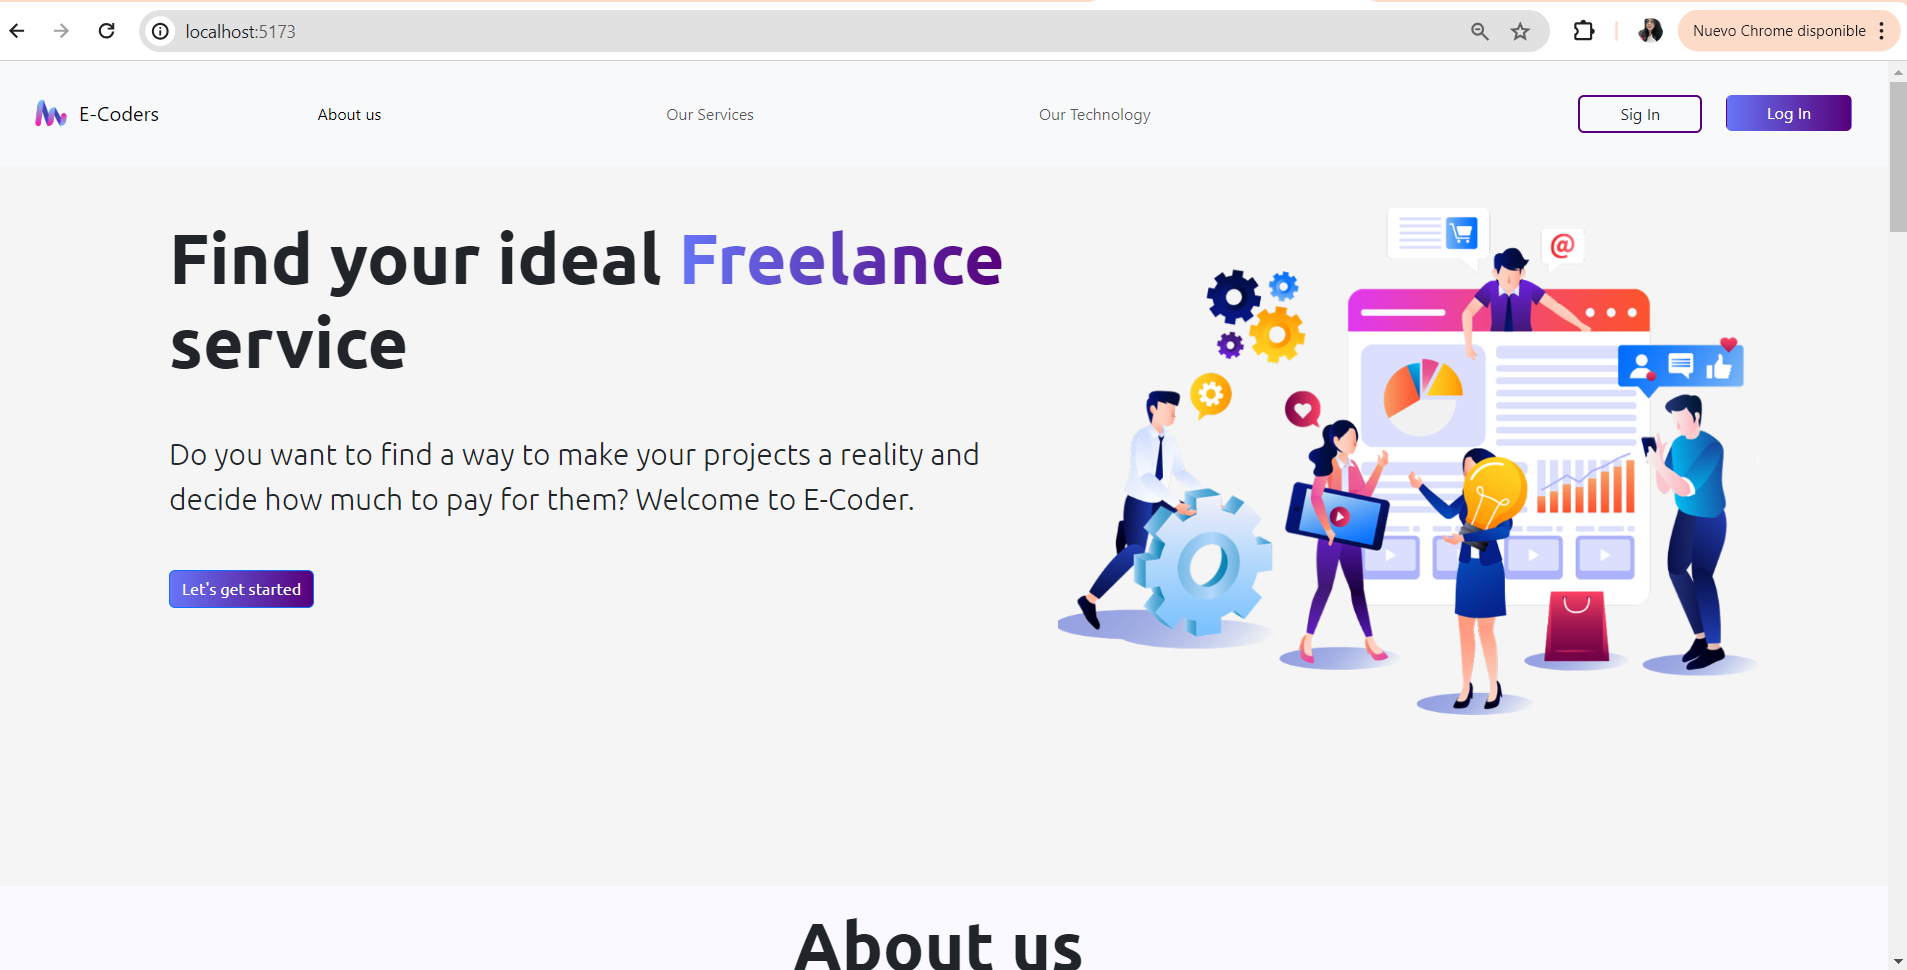 localhost:5173
Nuevo Chrome disponible
E-Coders
About us
Our Services
Our Technology
Sig In
Log In
Find your ideal Freelance
service
@
Do you want to find a way to make your projects a reality and
decide how much to pay for them? Welcome to E-Coder.
Let's get started
About us